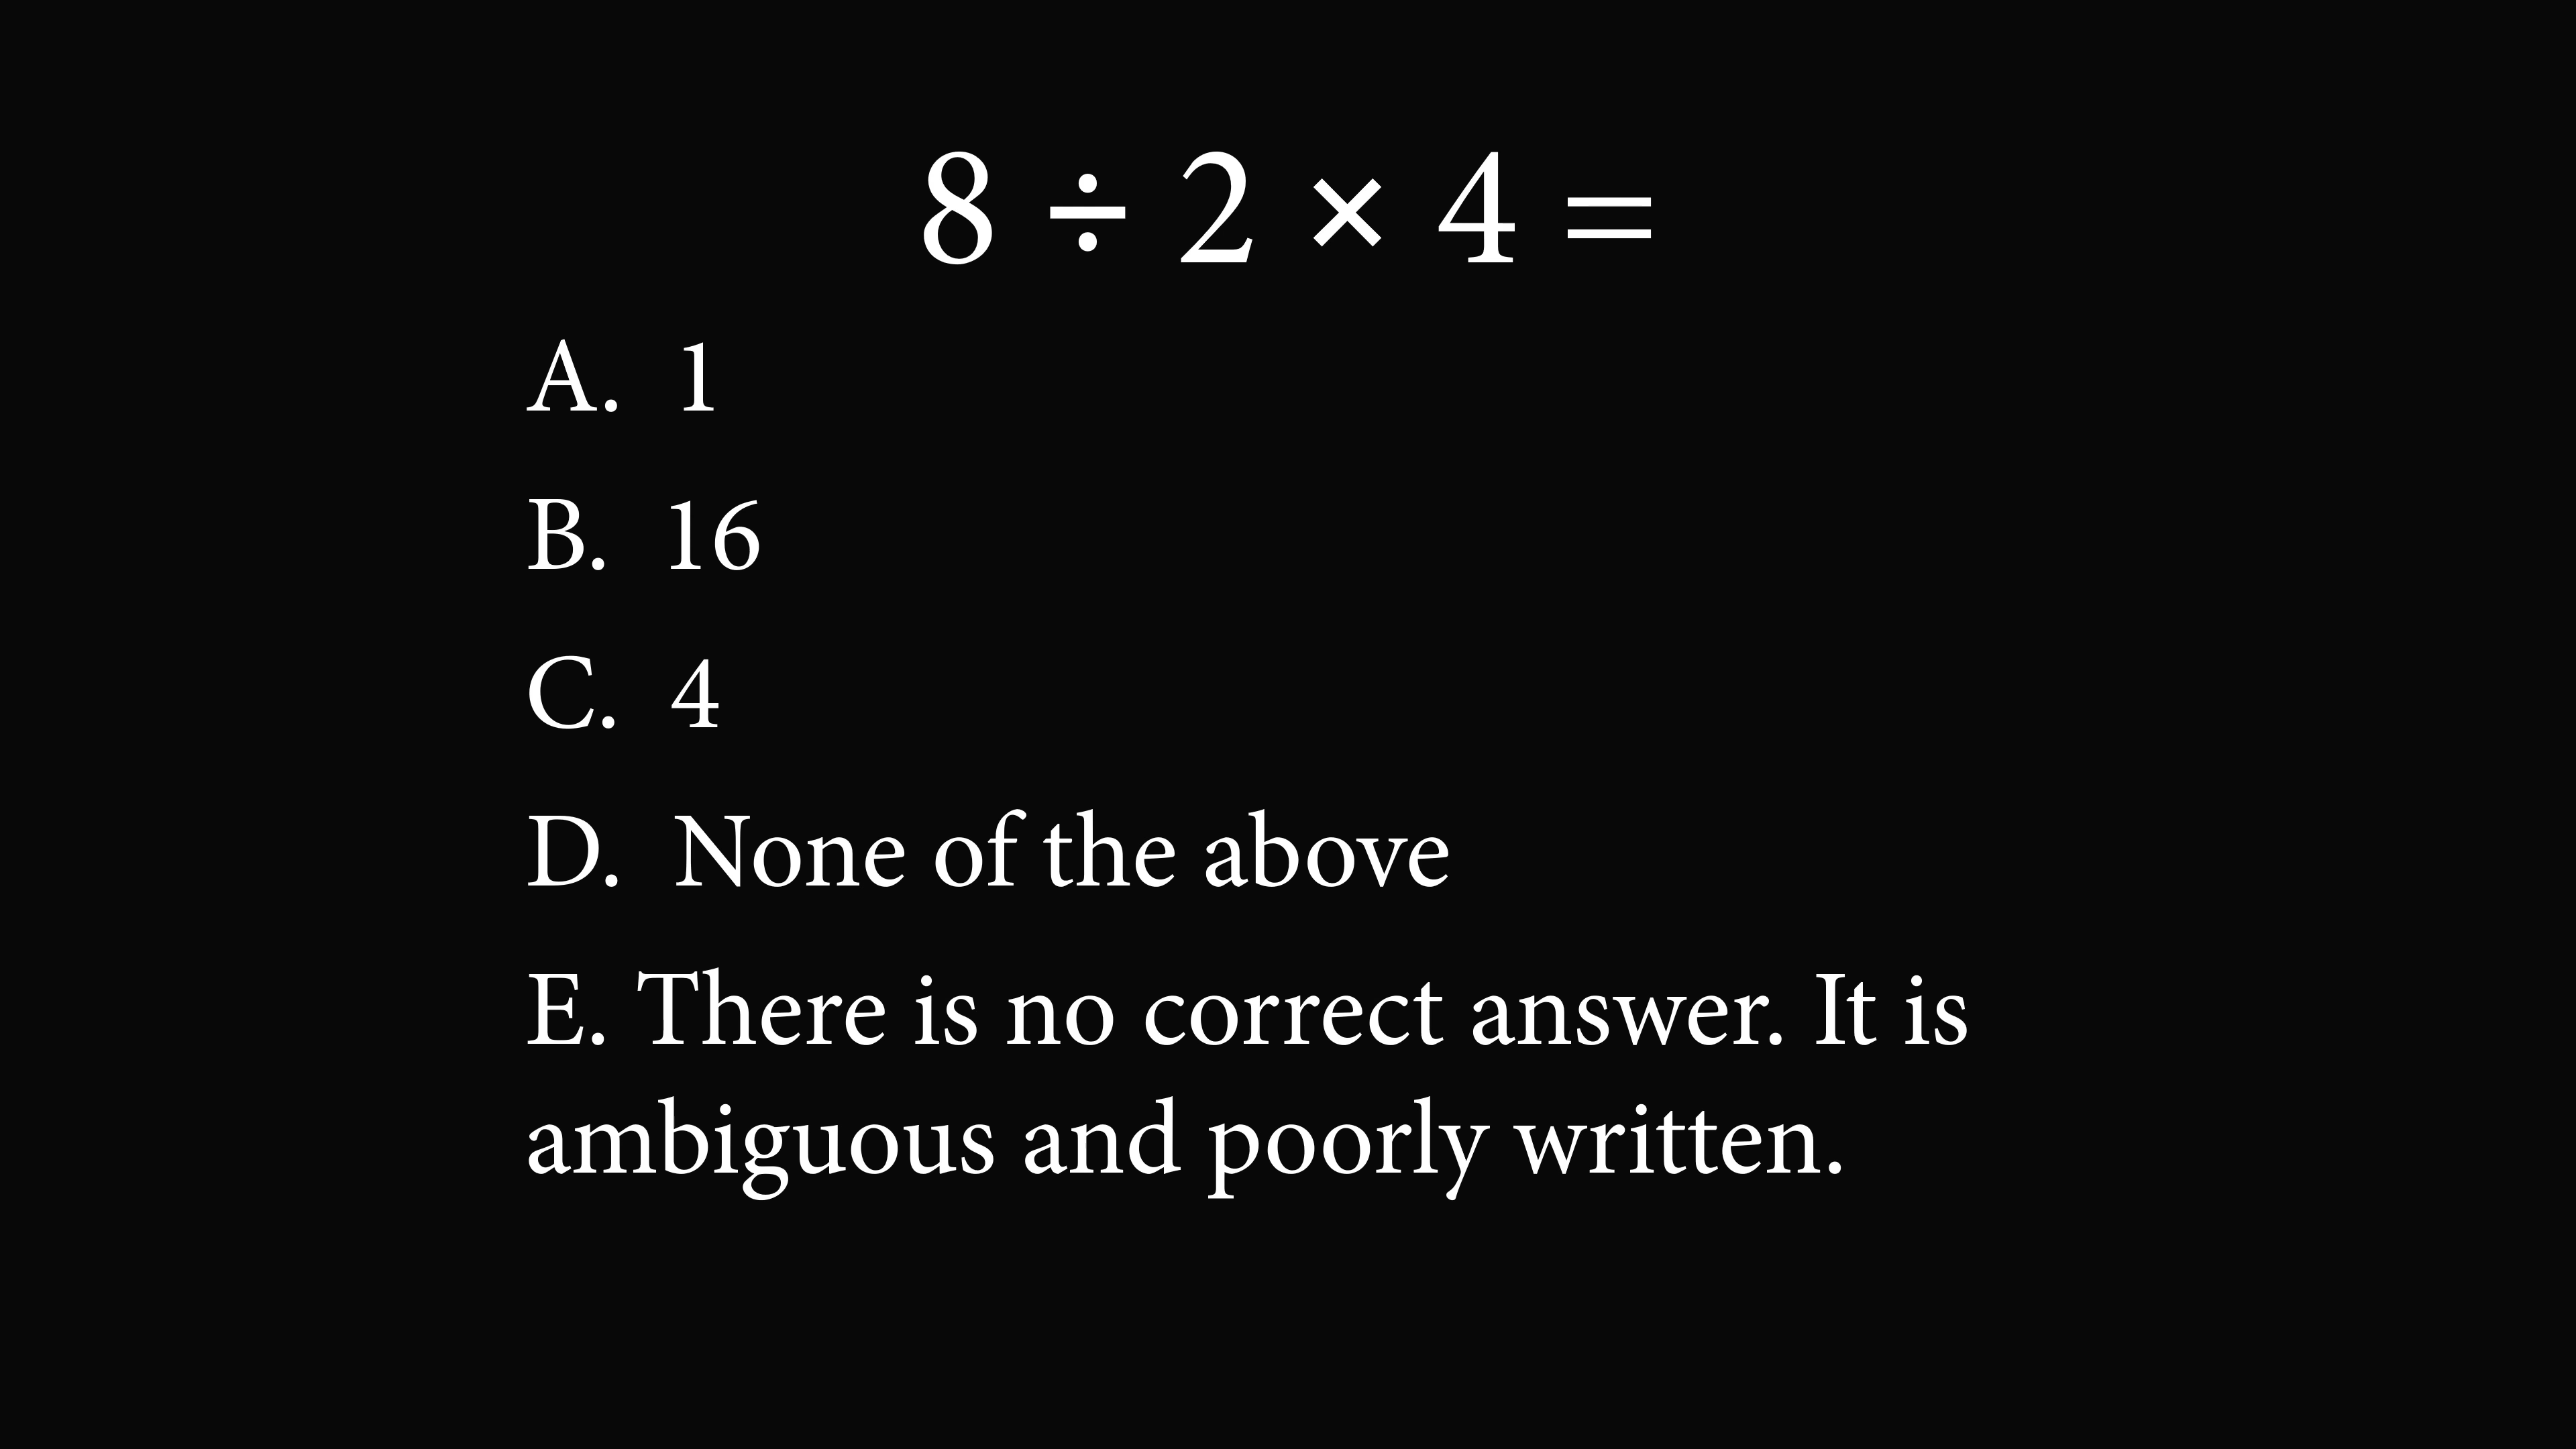 8 ÷ 2 × 4 =
A. 1
B. 16
C. 4
D. None of the above
E. There is no correct answer. It is
ambiguous and poorly written.